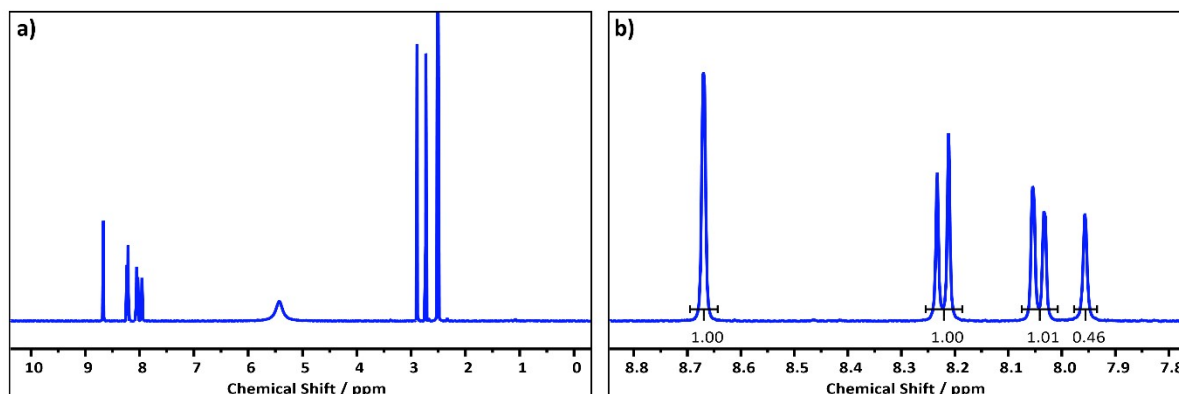 a)
10 9 8 7 6 5 4 3 2 1 0
Chemical Shift / ppm
b)
1.00 1.00 1.01 0.46
8.8 8.7 8.6 8.5 8.4 8.3 8.2 8.1 8.0 7.9 7.8
Chemical Shift / ppm